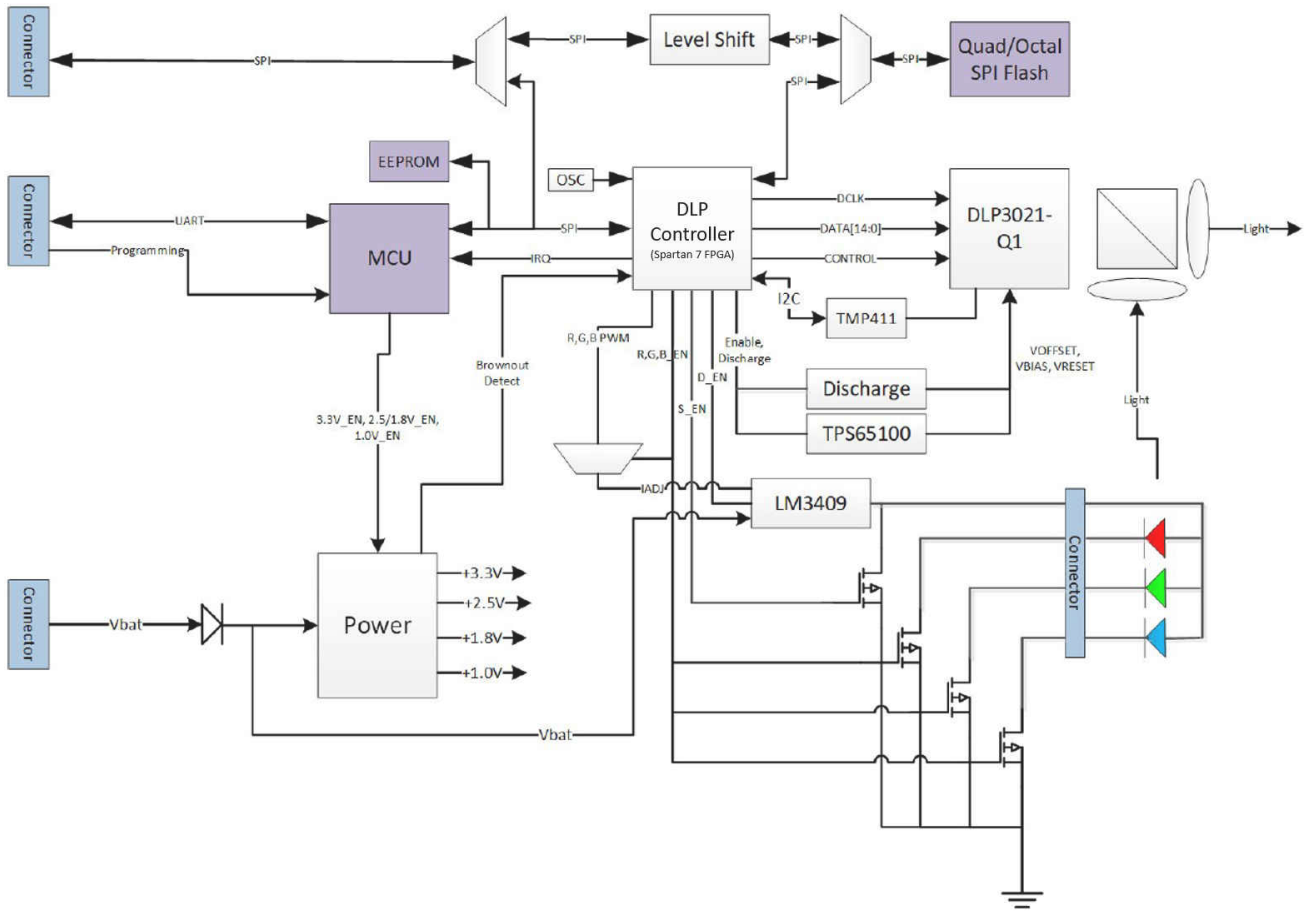 Connector
SPI
SPI
Level Shift
SPI
SPI
Quad/Octal
SPI Flash
SPI
EEPROM
OSC
Connector
UART
Programming
MCU
SPI
IRQ
DLP
Controller
(Spartan 7 FPGA)
DCLK
DATA[14:0]
CONTROL
DLP3021-
Q1
Light
I2C
TMP411
R,G,B PWM
R,G,B_EN
D_EN
S_EN
Enable,
Discharge
Discharge
TPS65100
VOFFSET,
VBIAS, VRESET
Light
Brownout
Detect
3.3V_EN, 2.5/1.8V_EN,
1.0V_EN
IADJ
LM3409
Connector
Connector
Vbat
Power
+3.3V
+2.5V
+1.8V
+1.0V
Vbat